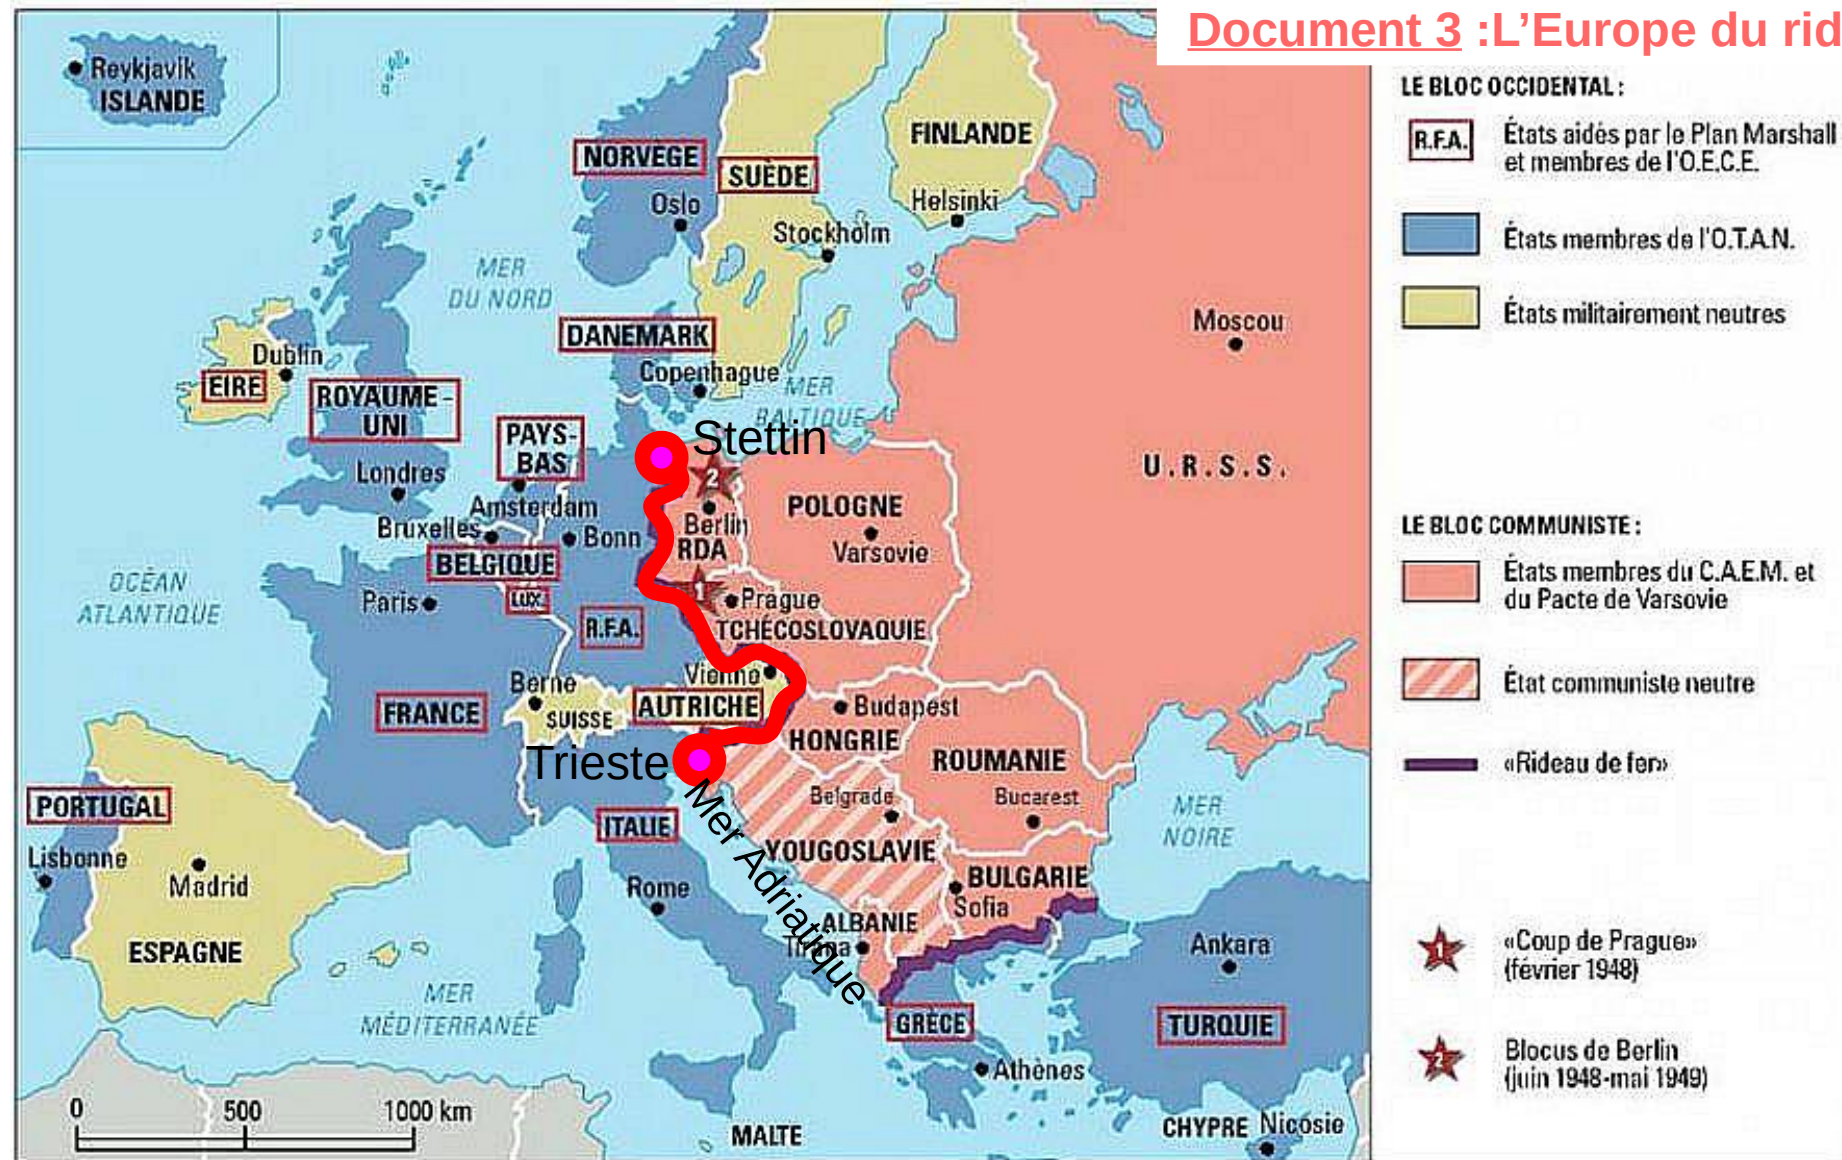 Document 3 :L'Europe du rid
Reykjavik
ISLANDE
NORVÈGE
SUÈDE
FINLANDE
Oslo
Stockholm
Helsinki
MER
DU NORD
DANEMARK
Copenhague
MER
BALTIQUE
Moscou
U.R.S.S.
Dublin
EIRE
ROYAUME-
UNI
Londres
PAYS-
BAS
Amsterdam
Bruxelles
BELGIQUE
LUX.
Bonn
Stettin
2
Berlin
RDA
POLOGNE
Varsovie
1
Prague
TCHÉCOSLOVAQUIE
OCÉAN
ATLANTIQUE
Paris
R.F.A.
Vienne
Berne
SUISSE
AUTRICHE
FRANCE
Budapest
HONGRIE
ROUMANIE
Bucarest
Trieste
Mer Adriatique
Belgrade
YOUGOSLAVIE
BULGARIE
Sofia
MER
NOIRE
PORTUGAL
Lisbonne
Madrid
ESPAGNE
ITALIE
Rome
ALBANIE
Tirana
MER
MÉDITERRANÉE
GRÈCE
Athènes
Ankara
TURQUIE
MALTE
CHYPRE Nicosie
0 500 1000 km
LE BLOC OCCIDENTAL :
R.F.A.
États aidés par le Plan Marshall
et membres de l'O.E.C.E.
États membres de l'O.T.A.N.
États militairement neutres
LE BLOC COMMUNISTE :
États membres du C.A.E.M. et
du Pacte de Varsovie
État communiste neutre
«Rideau de fer»
1
«Coup de Prague»
(février 1948)
2
Blocus de Berlin
(juin 1948-mai 1949)